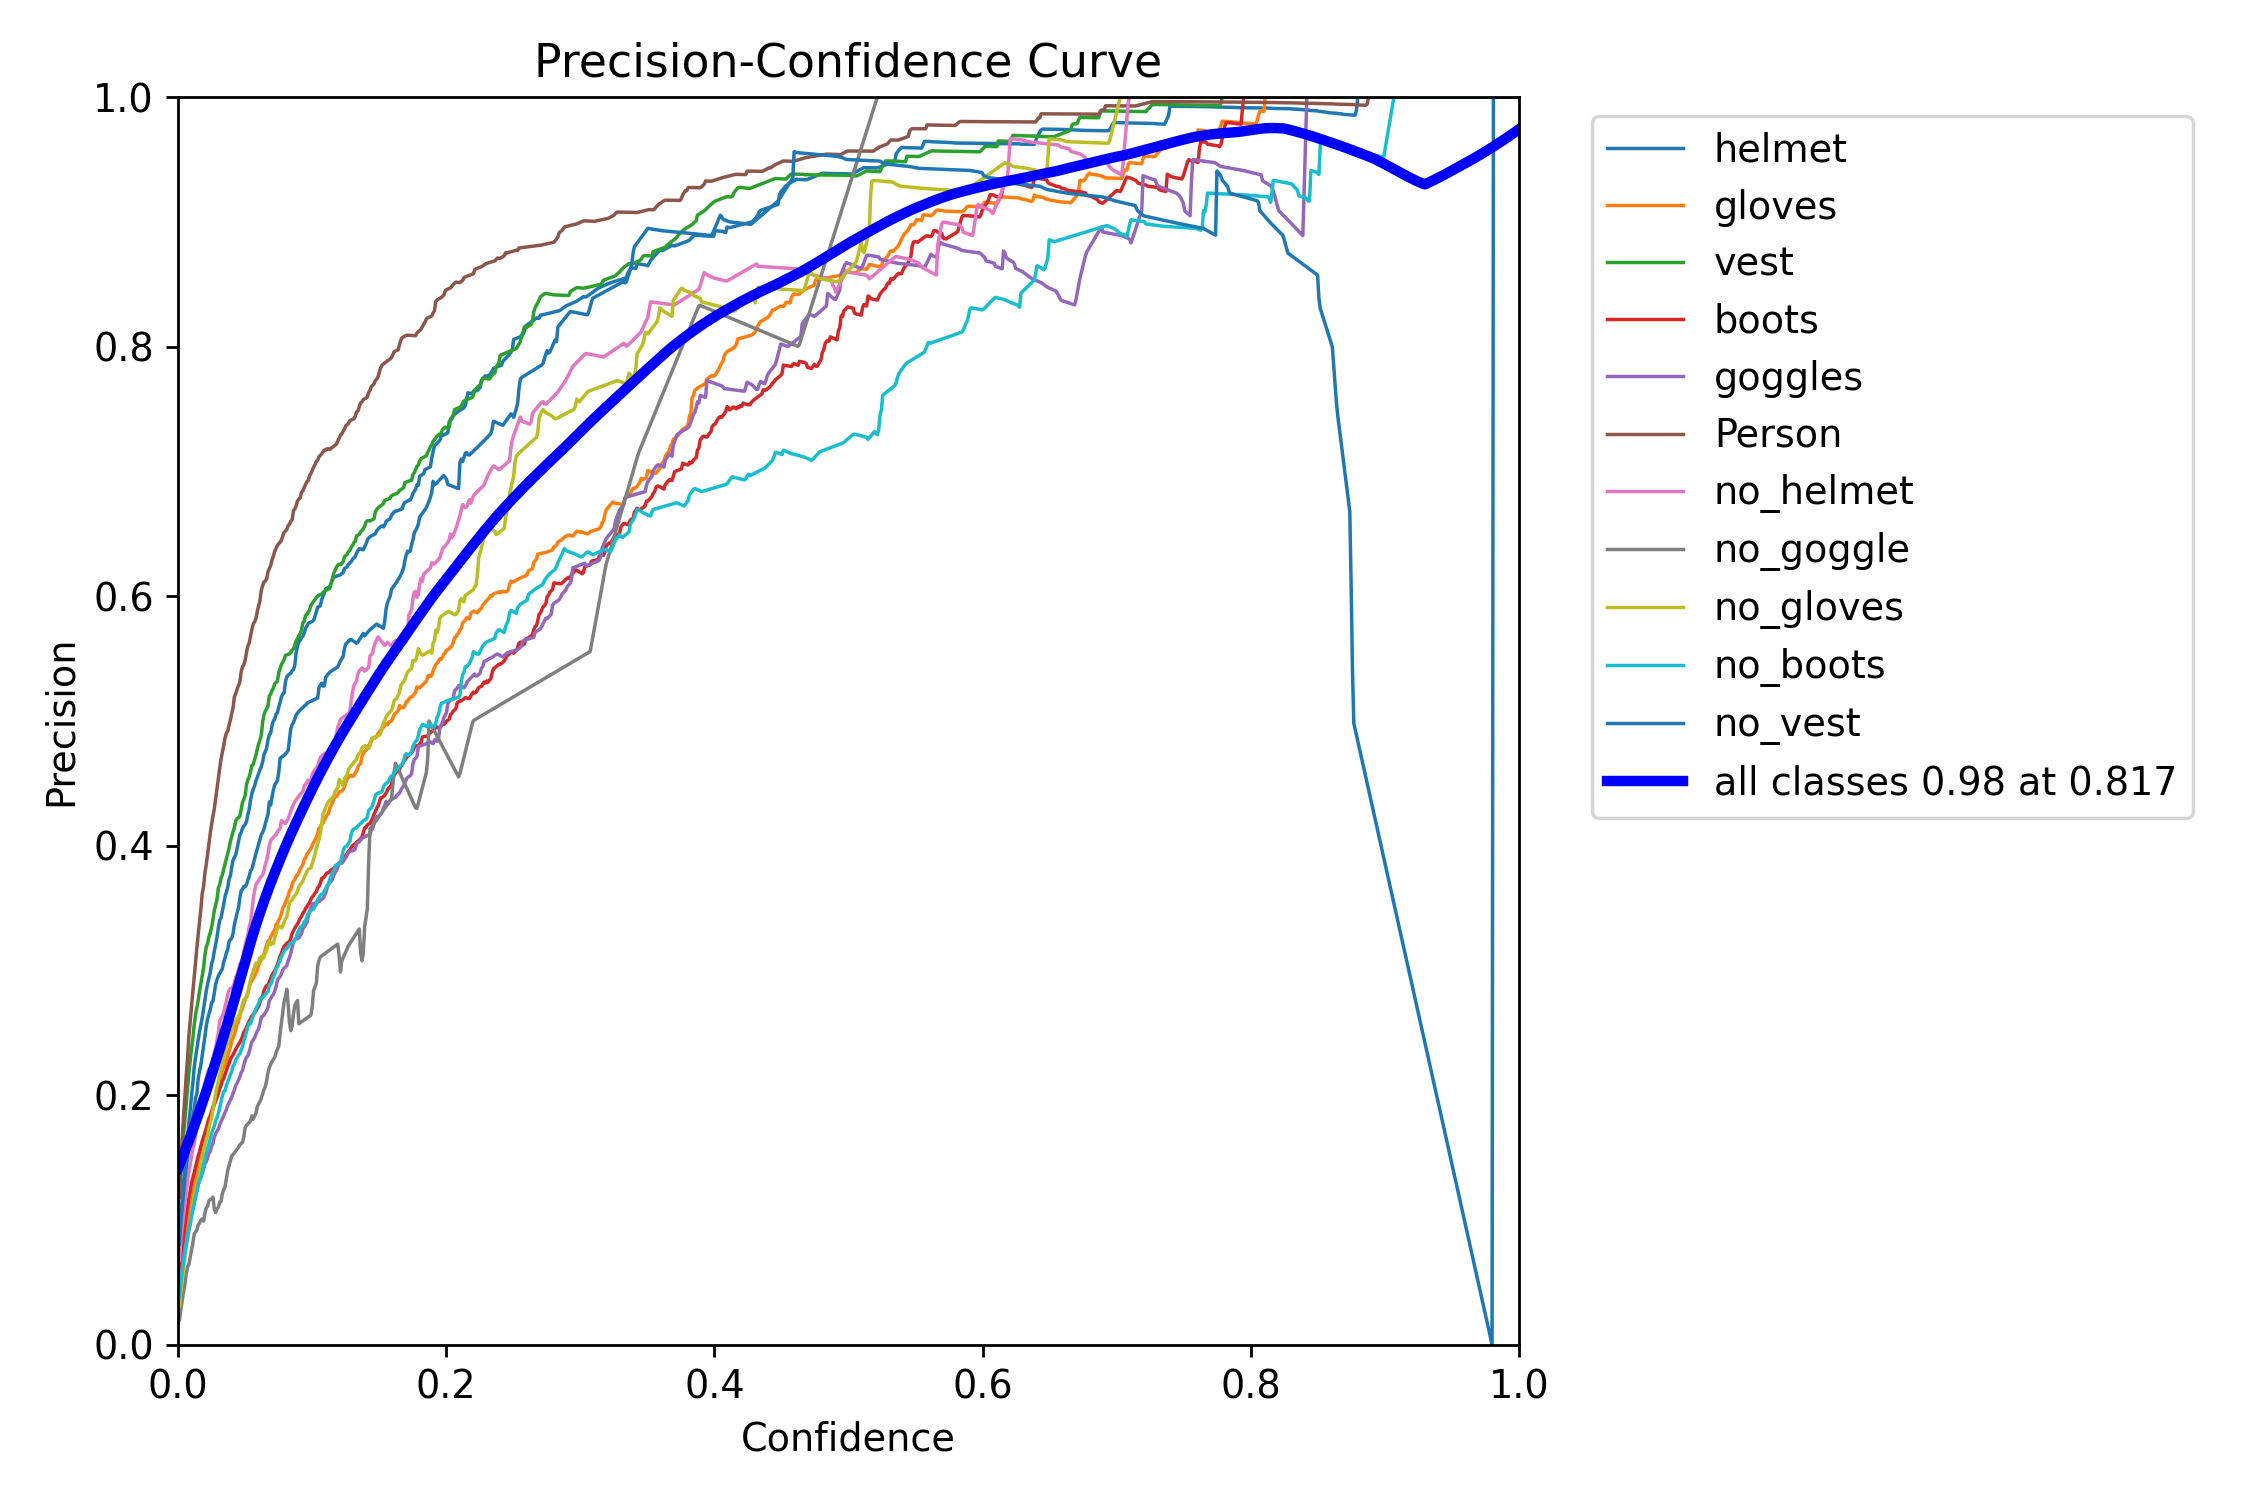 Precision-Confidence Curve
1.0
0.8
0.6
0.4
0.2
0.0
Precision
0.0 0.2 0.4 0.6 0.8 1.0
Confidence
helmet
gloves
vest
boots
goggles
Person
no_helmet
no_goggle
no_gloves
no_boots
no_vest
all classes 0.98 at 0.817